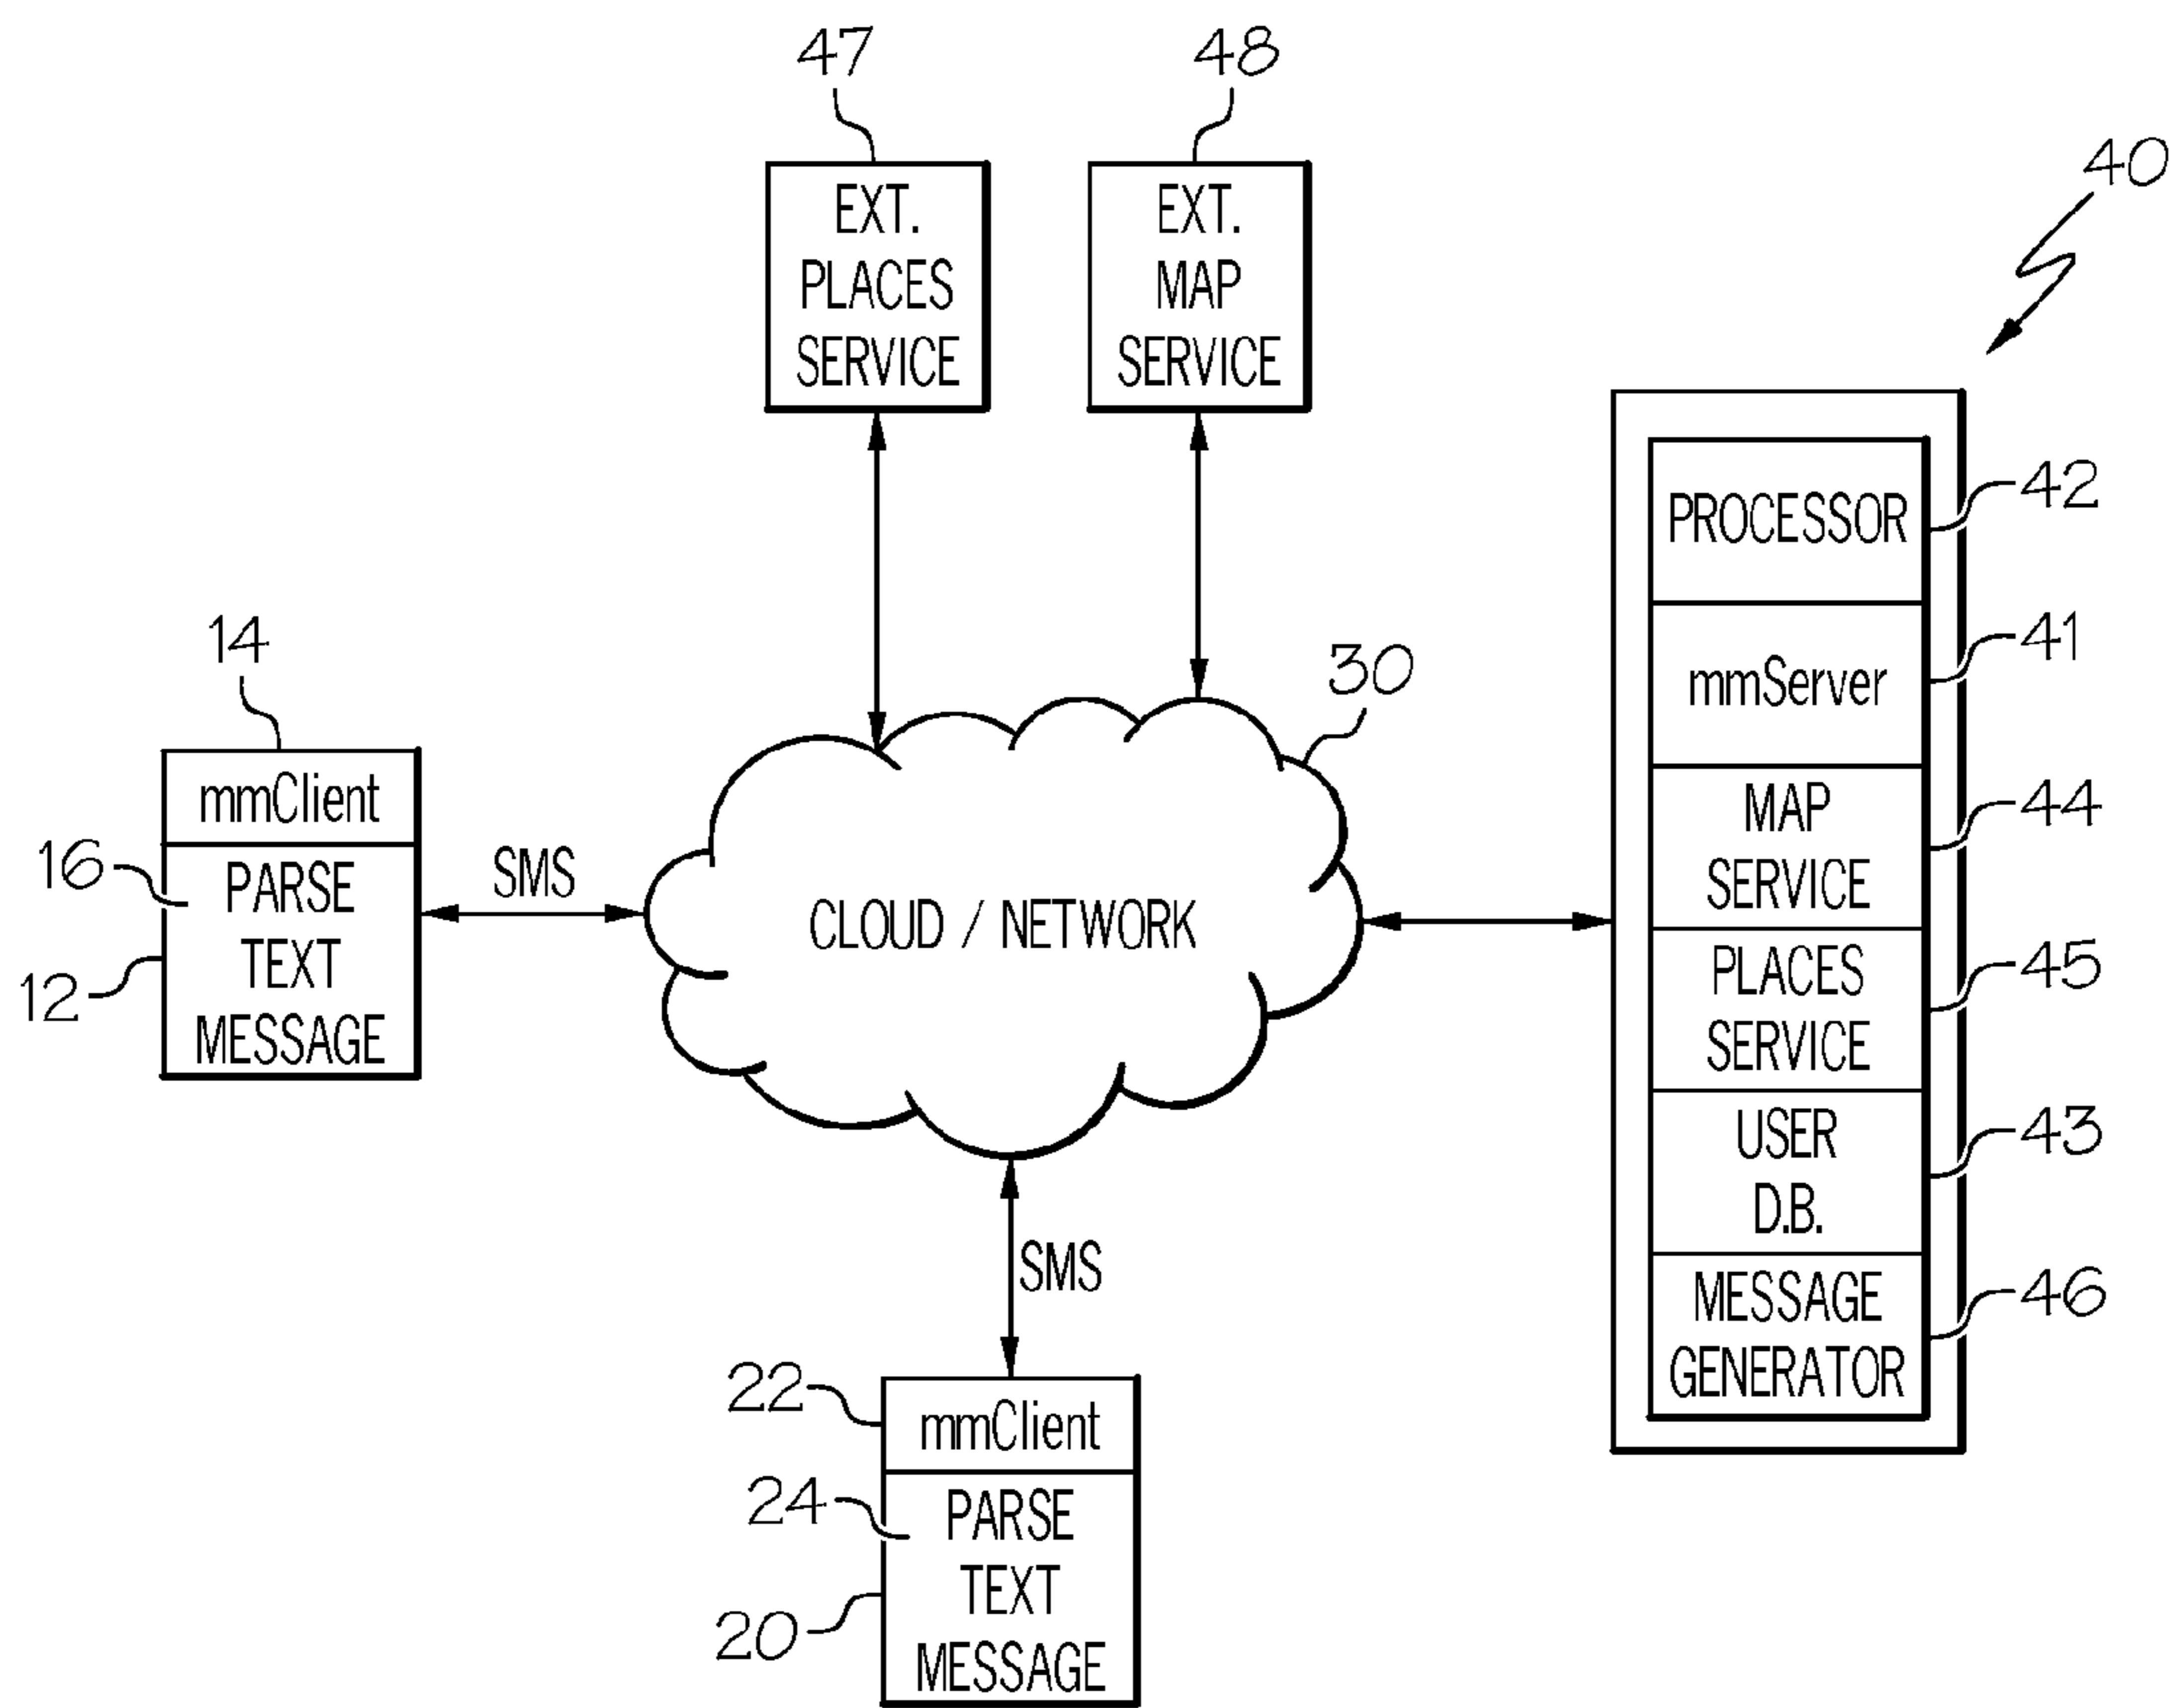 47
48
40
EXT.
PLACES
SERVICE
EXT.
MAP
SERVICE
PROCESSOR
42
mmServer
41
MAP
SERVICE
44
PLACES
SERVICE
45
USER
D.B.
43
MESSAGE
GENERATOR
46
14
mmClient
16
PARSE
TEXT
MESSAGE
12
SMS
30
CLOUD / NETWORK
SMS
22
mmClient
24
PARSE
TEXT
MESSAGE
20